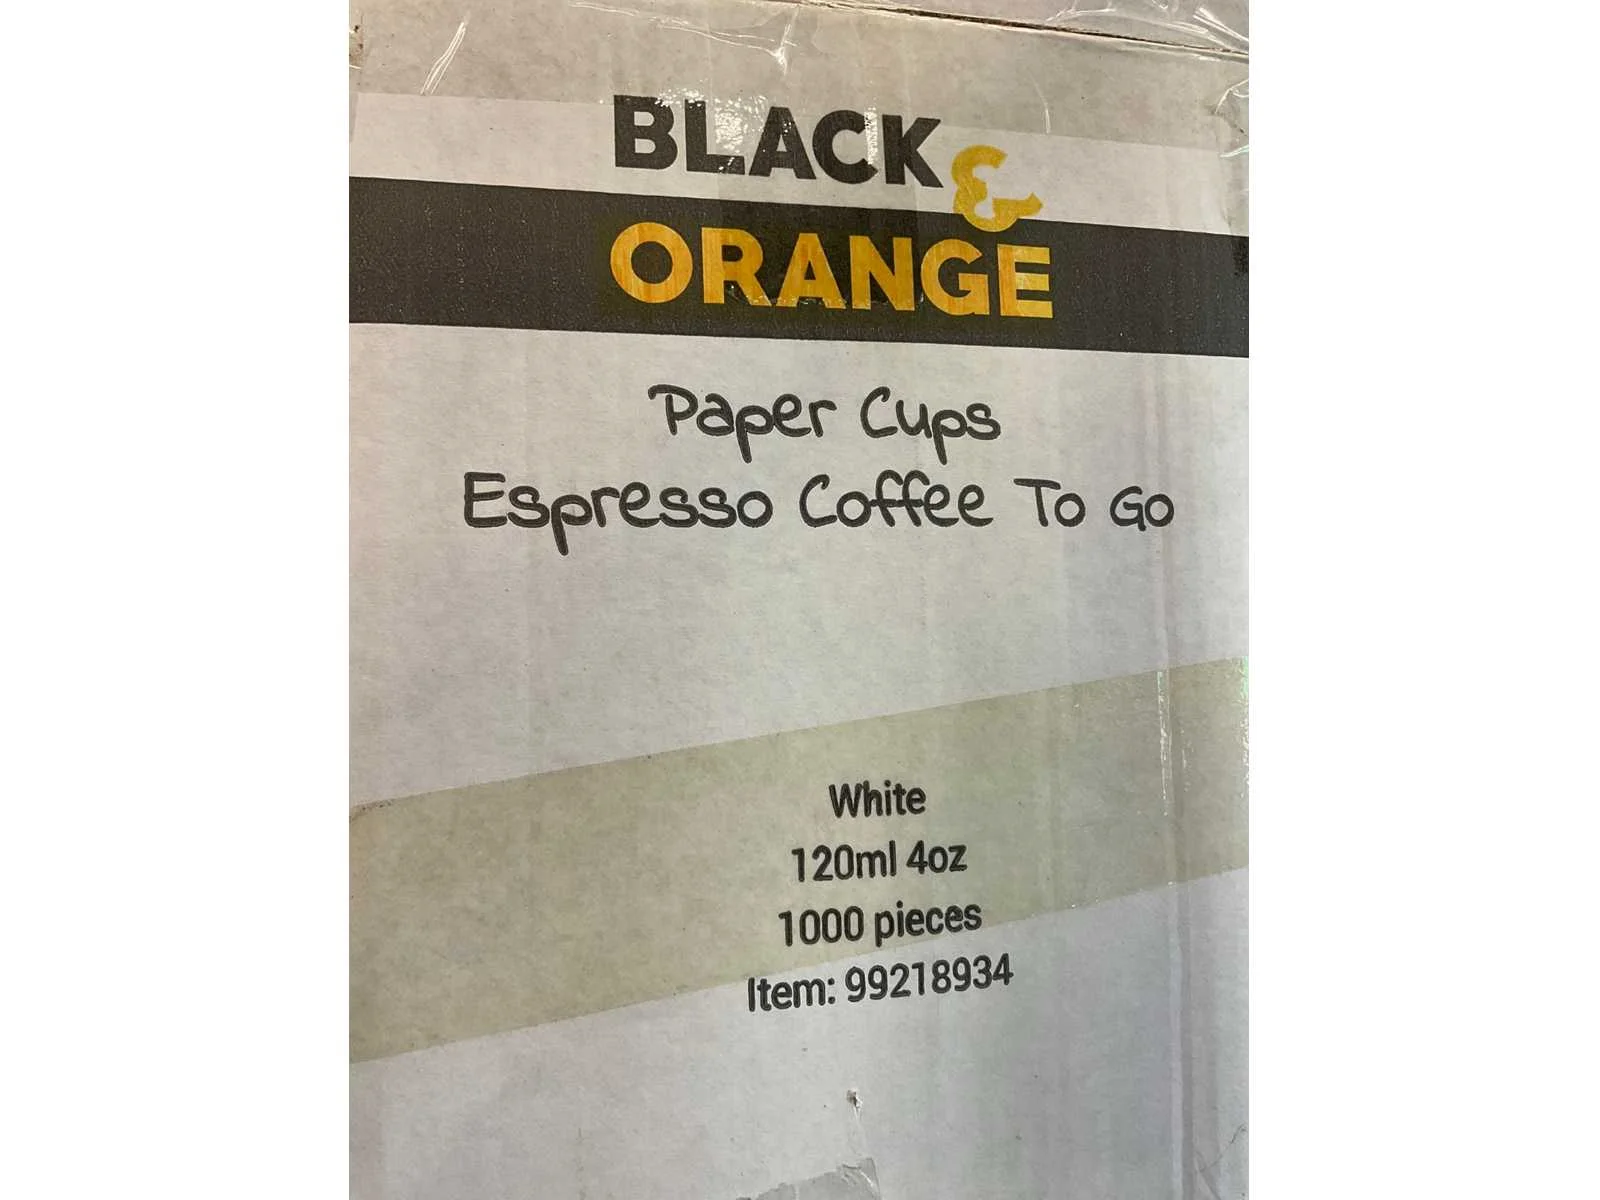 BLACK &
ORANGE
Paper Cups
Espresso Coffee To Go
White
120ml 4oz
1000 pieces
Item: 99218934